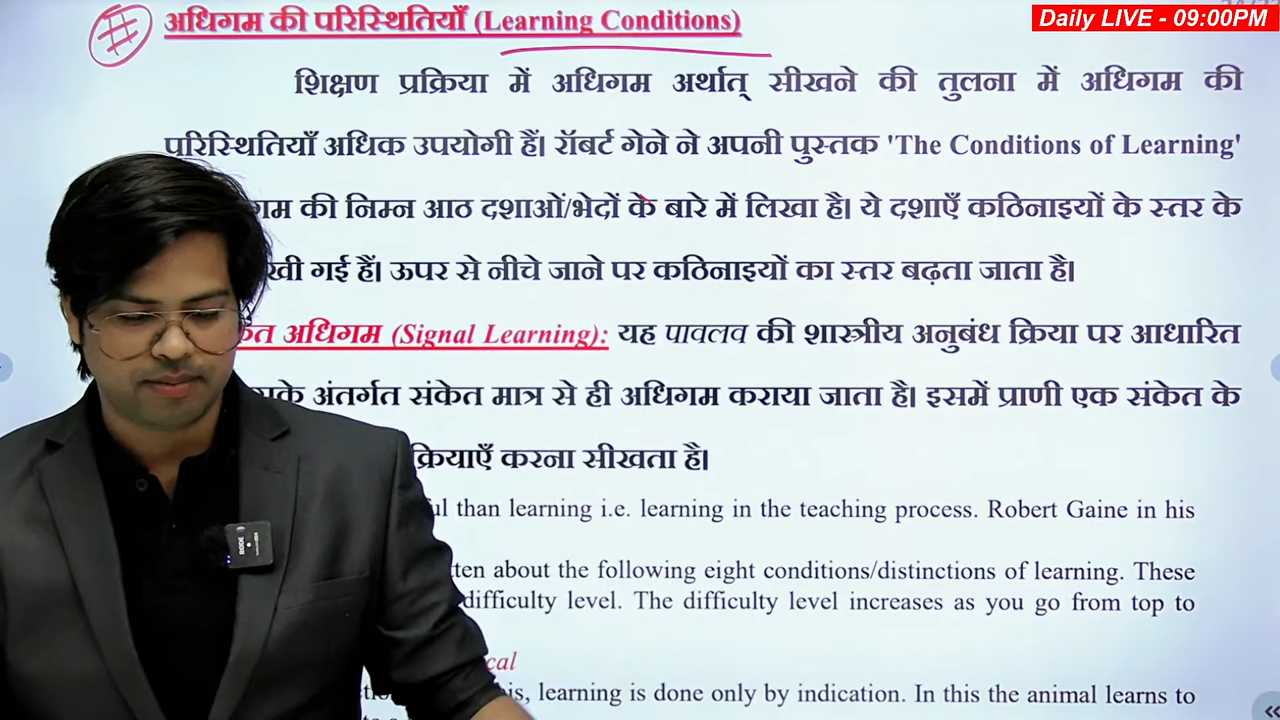 Daily LIVE - 09:00PM
अधिगम की परिस्थितियाँ (Learning Conditions)
शिक्षण प्रक्रिया में अधिगम अर्थात् सीखने की तुलना में अधिगम की
परिस्थितियाँ अधिक उपयोगी हैं। रॉबर्ट गेने ने अपनी पुस्तक 'The Conditions of Learning'
की निम्न आठ दशाओं/भेदों के बारे में लिखा है। ये दशाएँ कठिनाइयों के स्तर के
गई हैं। ऊपर से नीचे जाने पर कठिनाइयों का स्तर बढ़ता जाता है।
अधिगम (Signal Learning): यह पावलव की शास्त्रीय अनुबंध क्रिया पर आधारित
अंतर्गत संकेत मात्र से ही अधिगम कराया जाता है। इसमें प्राणी एक संकेत के
क्रियाएँ करना सीखता है।
than learning i.e. learning in the teaching process. Robert Gaine in his
about the following eight conditions/distinctions of learning. These
difficulty level. The difficulty level increases as you go from top to
learning is done only by indication. In this the animal learns to